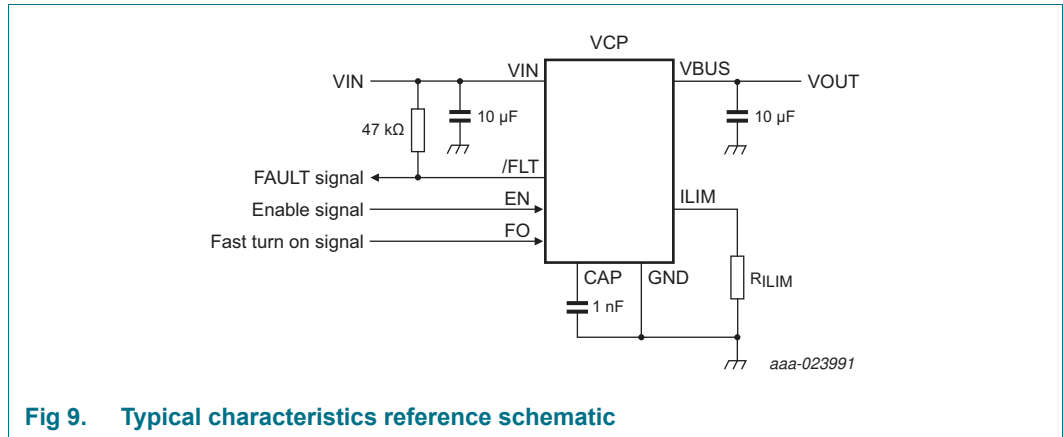 VCP
VIN VIN VBUS VOUT
47 kΩ 10 μF 10 μF
FAULT signal /FLT
Enable signal EN ILIM
Fast turn on signal FO
CAP GND RILIM
1 nF
aaa-023991
Fig 9. Typical characteristics reference schematic